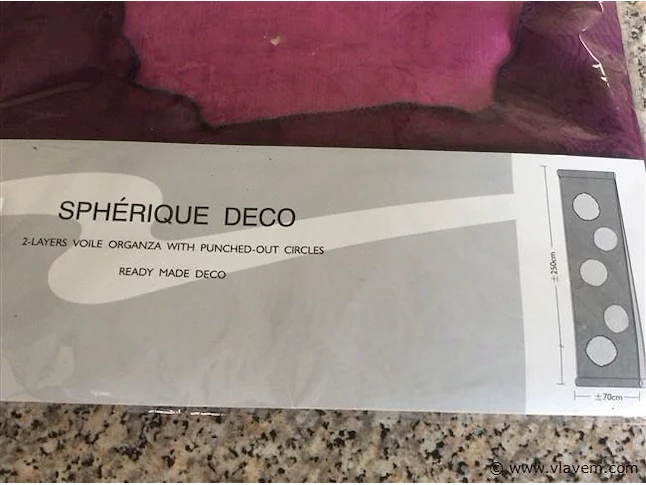 SPHÉRIQUE DECO
2-LAYERS VOILE ORGANZA WITH PUNCHED-OUT CIRCLES
READY MADE DECO
±250cm
±70cm
© www.vlavem.com